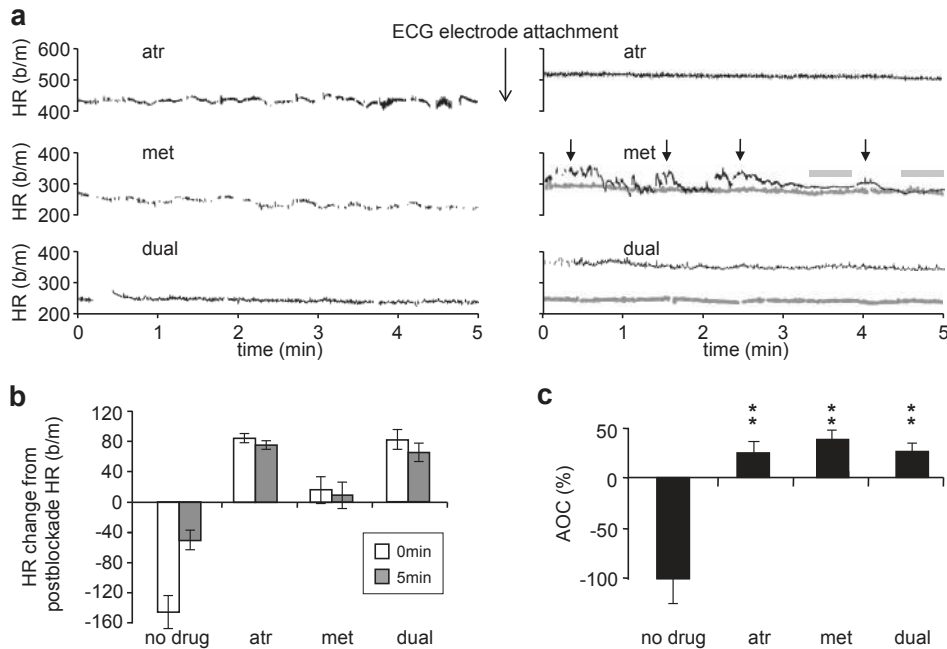 a
ECG electrode attachment
atr
atr
HR (b/m)
600
500
400
met
met
HR (b/m)
400
300
200
dual
dual
HR (b/m)
400
300
200
0 1 2 3 4 5
0 1 2 3 4 5
time (min)
time (min)
b
HR change from
postblockade HR (b/m)
120
80
40
0
-40
-80
-120
-160
0min
5min
no drug atr met dual
c
AOC (%)
50
0
-50
-100
** ** **
no drug atr met dual